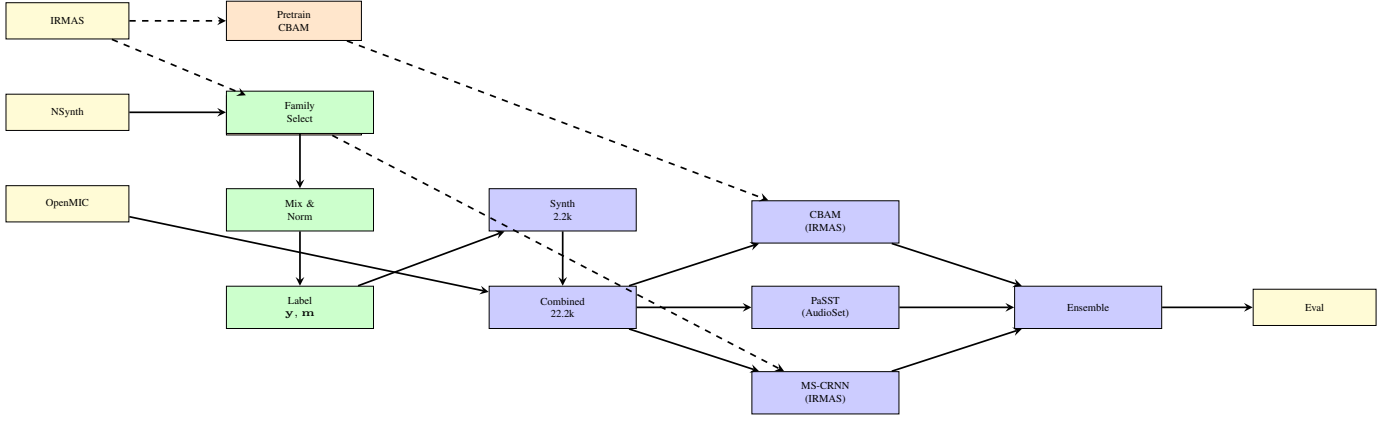 IRMAS
Pretrain
CBAM
NSynth
Family
Select
OpenMIC
Mix &
Norm
Label
y, m
Synth
2.2k
Combined
22.2k
CBAM
(IRMAS)
PaSST
(AudioSet)
MS-CRNN
(IRMAS)
Ensemble
Eval